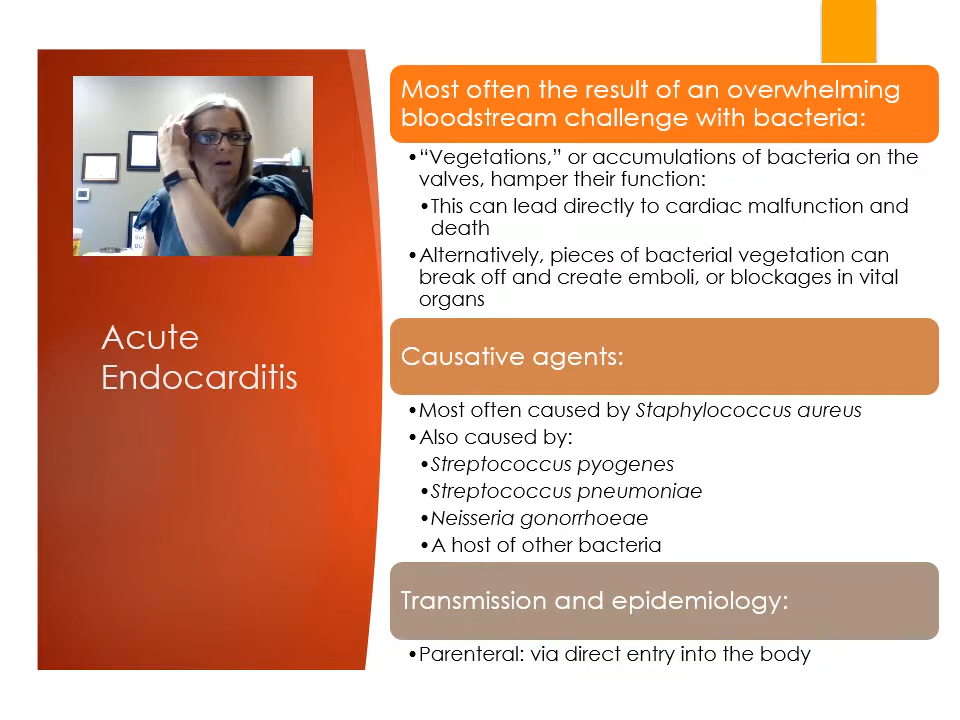 Acute
Endocarditis
Most often the result of an overwhelming
bloodstream challenge with bacteria:
•“Vegetations,” or accumulations of bacteria on the
valves, hamper their function:
•This can lead directly to cardiac malfunction and
death
•Alternatively, pieces of bacterial vegetation can
break off and create emboli, or blockages in vital
organs
Causative agents:
•Most often caused by Staphylococcus aureus
•Also caused by:
•Streptococcus pyogenes
•Streptococcus pneumoniae
•Neisseria gonorrhoeae
•A host of other bacteria
Transmission and epidemiology:
•Parenteral: via direct entry into the body